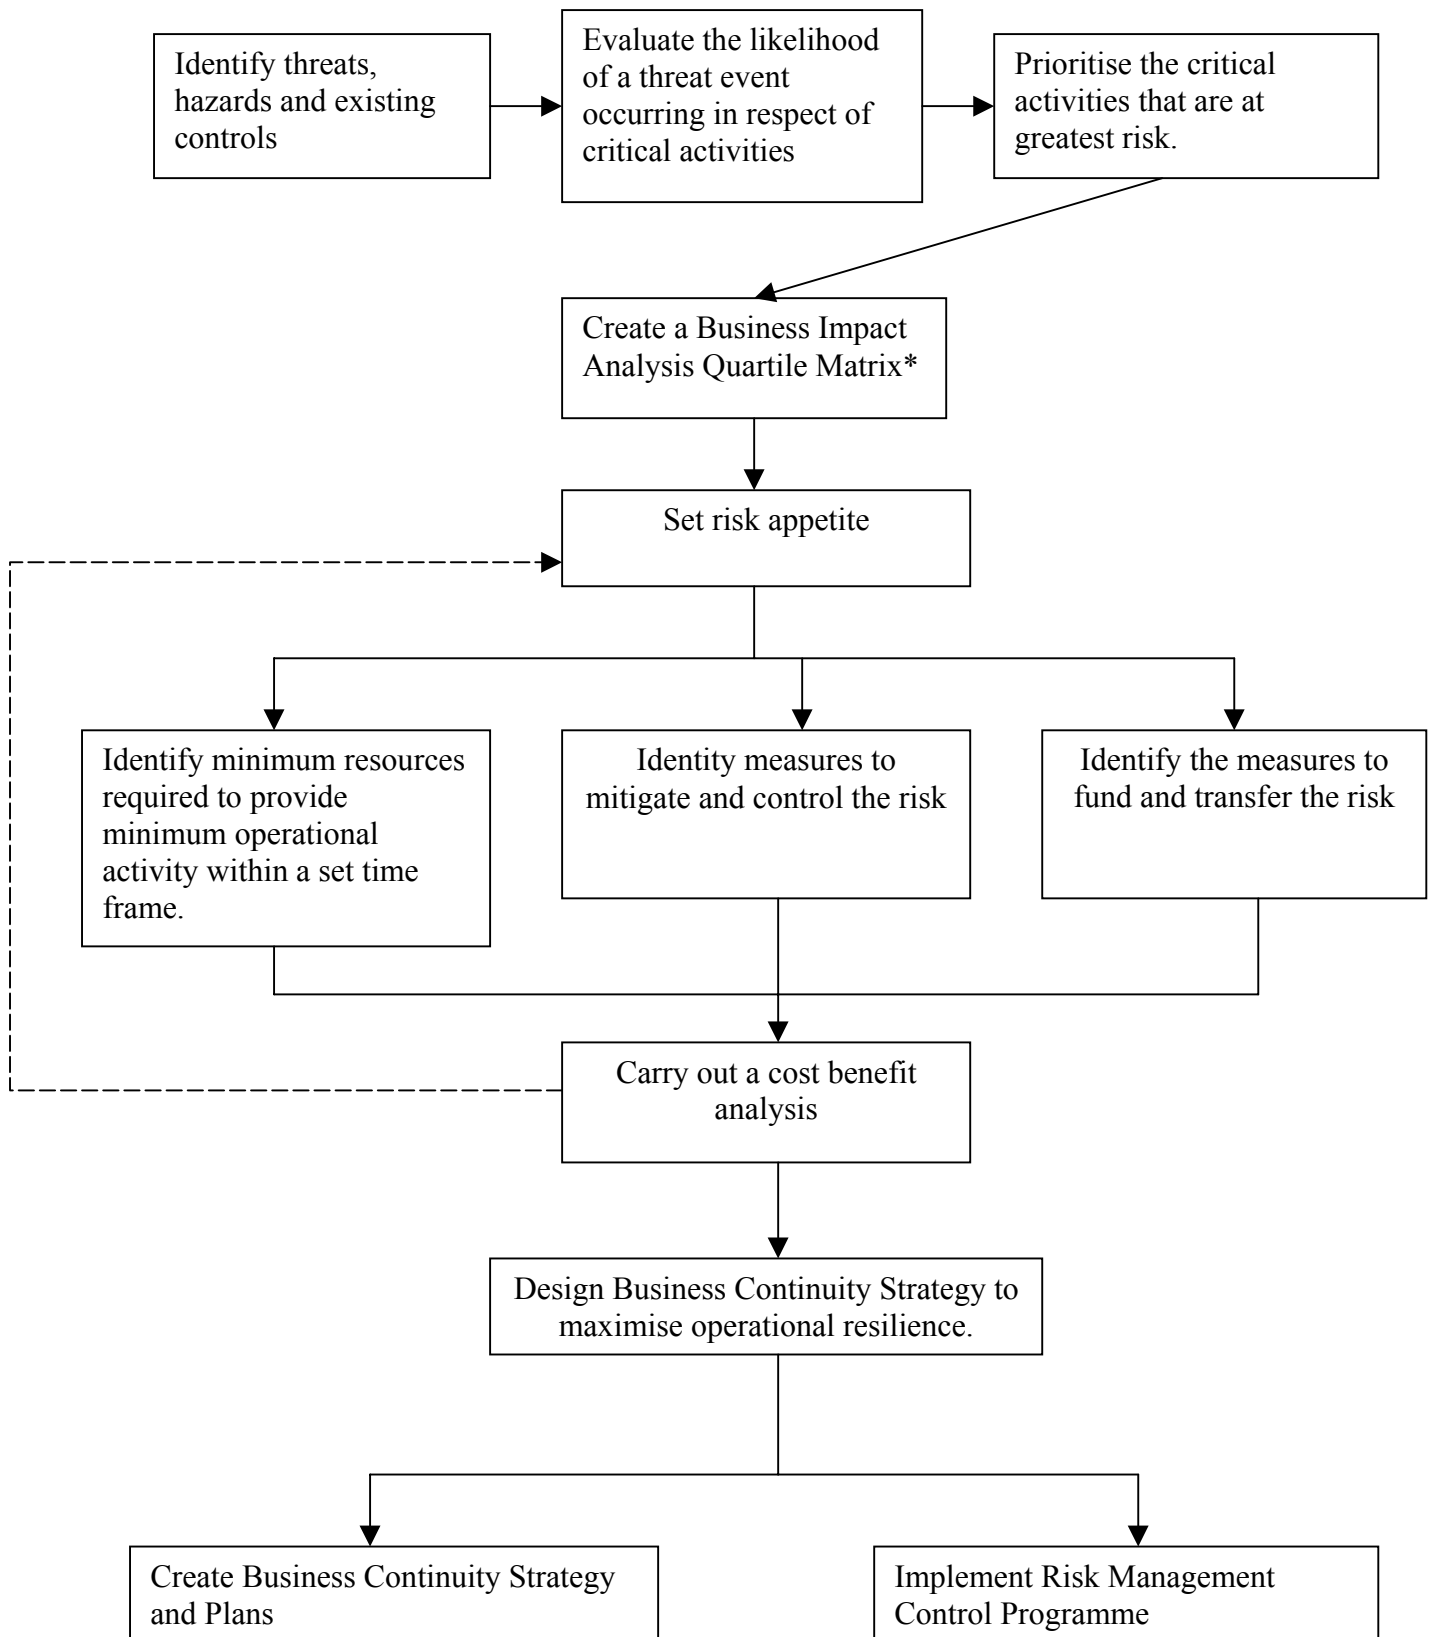 Identify threats,
hazards and existing
controls
Evaluate the likelihood
of a threat event
occurring in respect of
critical activities
Prioritise the critical
activities that are at
greatest risk.
Create a Business Impact
Analysis Quartile Matrix*
Set risk appetite
Identify minimum resources
required to provide
minimum operational
activity within a set time
frame.
Identity measures to
mitigate and control the risk
Identify the measures to
fund and transfer the risk
Carry out a cost benefit
analysis
Design Business Continuity Strategy to
maximise operational resilience.
Create Business Continuity Strategy
and Plans
Implement Risk Management
Control Programme